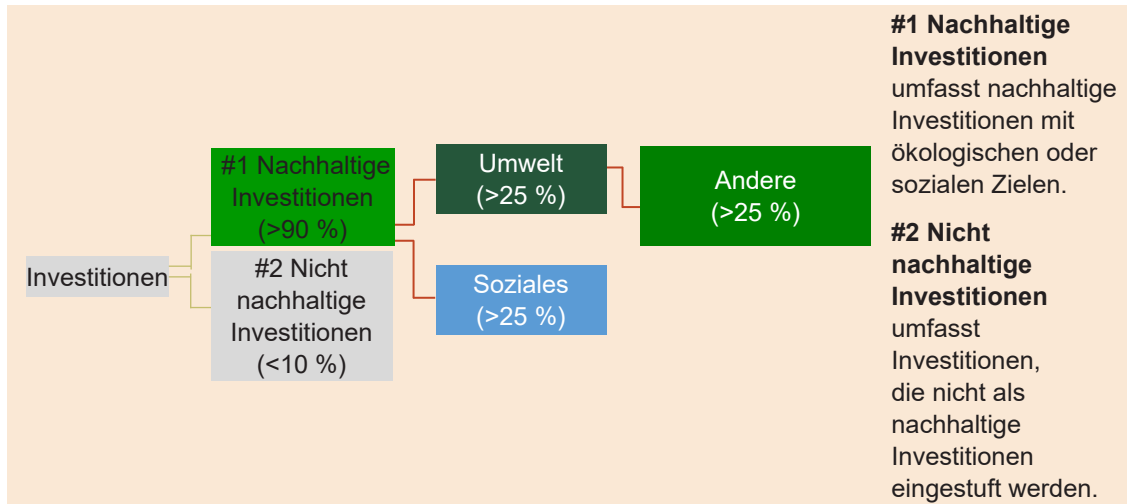 Investitionen
#1 Nachhaltige
Investitionen
(>90 %)
#2 Nicht
nachhaltige
Investitionen
(<10 %)
Umwelt
(>25 %)
Soziales
(>25 %)
Andere
(>25 %)
#1 Nachhaltige
Investitionen
umfasst nachhaltige
Investitionen mit
ökologischen oder
sozialen Zielen.
#2 Nicht
nachhaltige
Investitionen
umfasst
Investitionen,
die nicht als
nachhaltige
Investitionen
eingestuft werden.